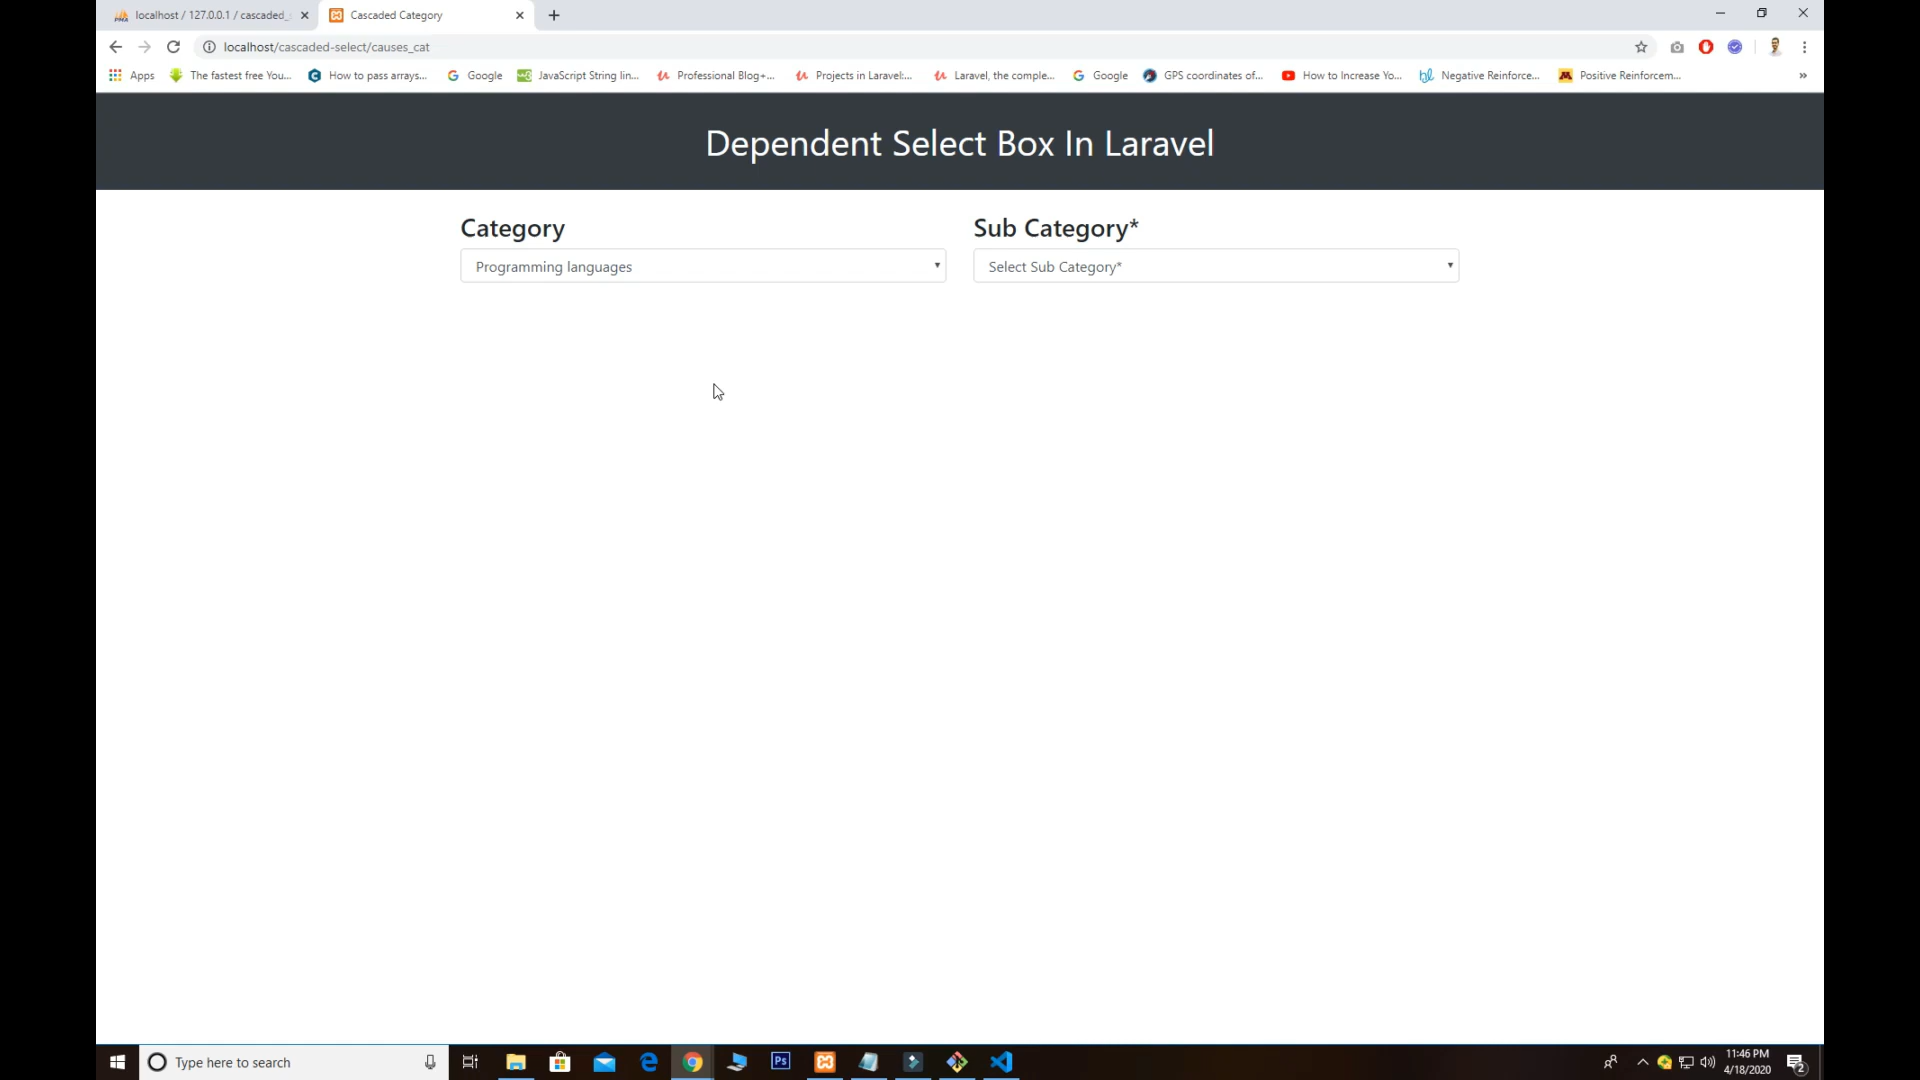 localhost / 127.0.0.1 / cascaded_
Cascaded Category
localhost/cascaded-select/causes_cat
Apps
The fastest free You...
How to pass arrays...
Google
JavaScript String lin...
Professional Blog+...
Projects in Laravel:...
Laravel, the comple...
Google
GPS coordinates of...
How to Increase Yo...
Negative Reinforce...
Positive Reinforcem...
»
Dependent Select Box In Laravel
Category
Sub Category*
Programming languages
Select Sub Category*
Type here to search
Ps
11:46 PM
4/18/2020
2